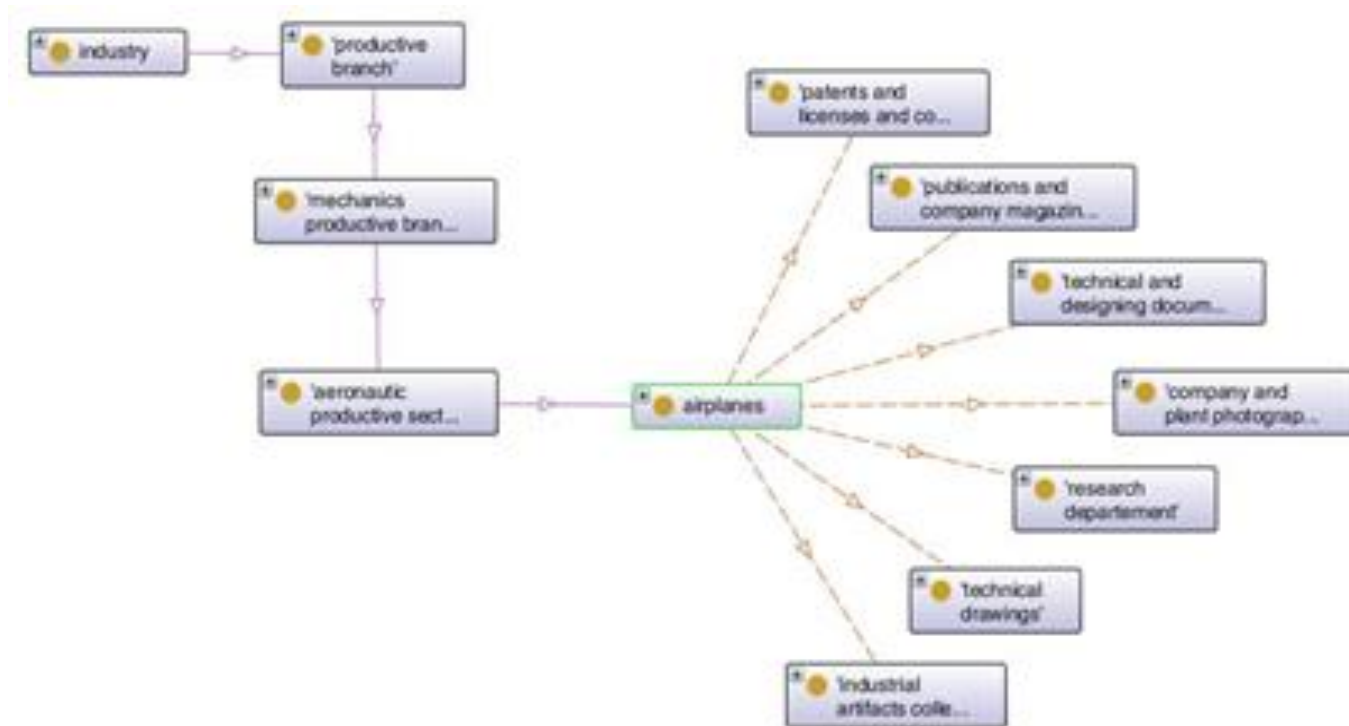 industry
'productive
branch'
'patents and
licenses and co...
'publications and
company magazin...
'mechanics
productive bran...
'technical and
designing docum...
'aeronautic
productive sect...
airplanes
'company and
plant photograp...
'research
departement'
'technical
drawings'
'industrial
artifacts colle...